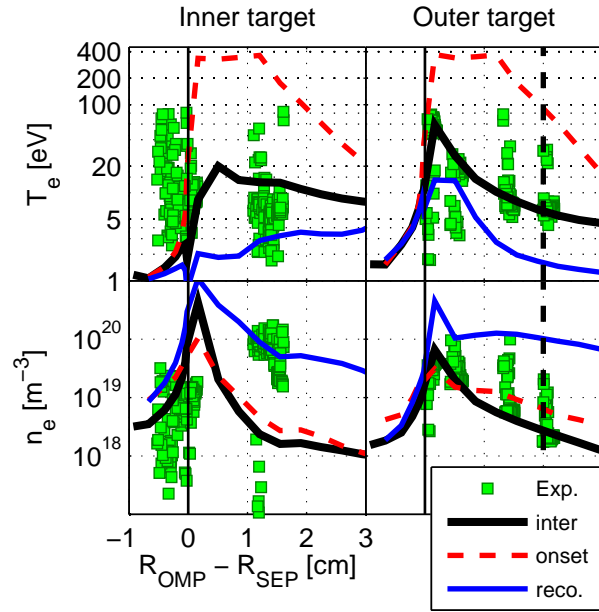 Inner target Outer target
400
200
100
20
5
1
T_e [eV]
10^20
10^19
10^18
n_e [m^−3]
−1 0 1 2 3
R_OMP − R_SEP [cm]
Exp.
inter
onset
reco.